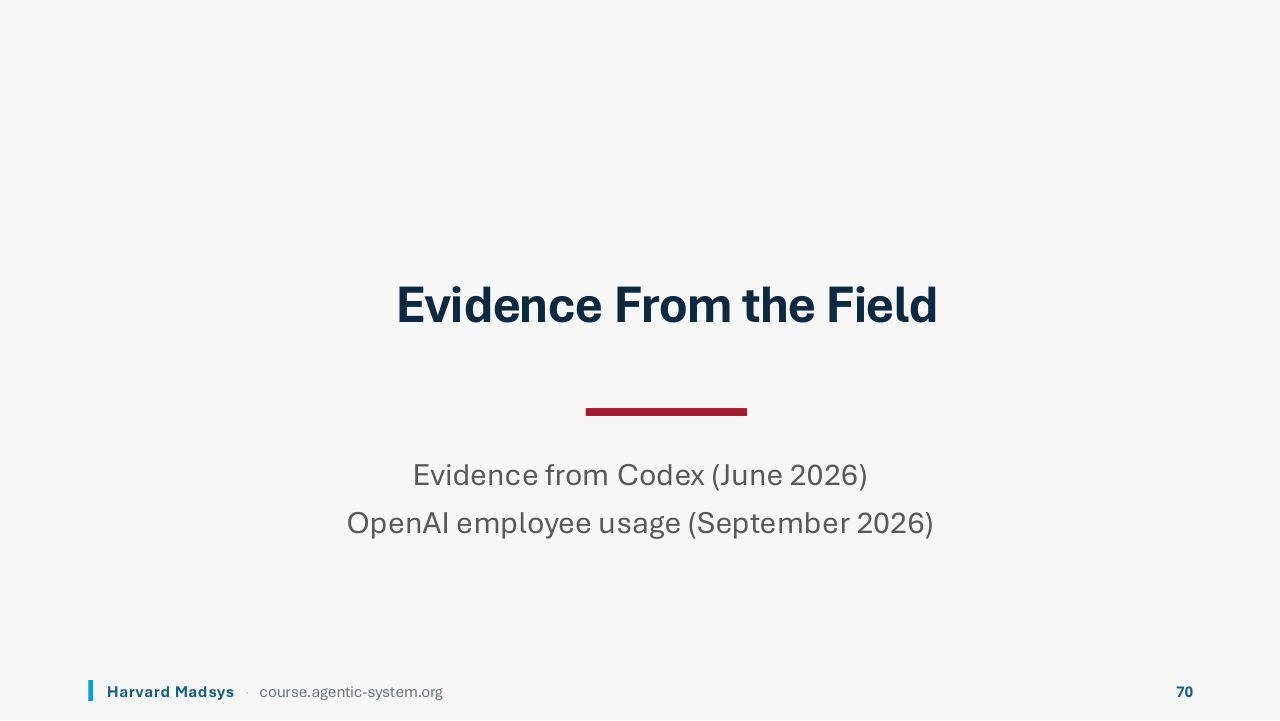 Evidence From the Field
Evidence from Codex (June 2026)
OpenAI employee usage (September 2026)
Harvard Madsys · course.agentic-system.org
70